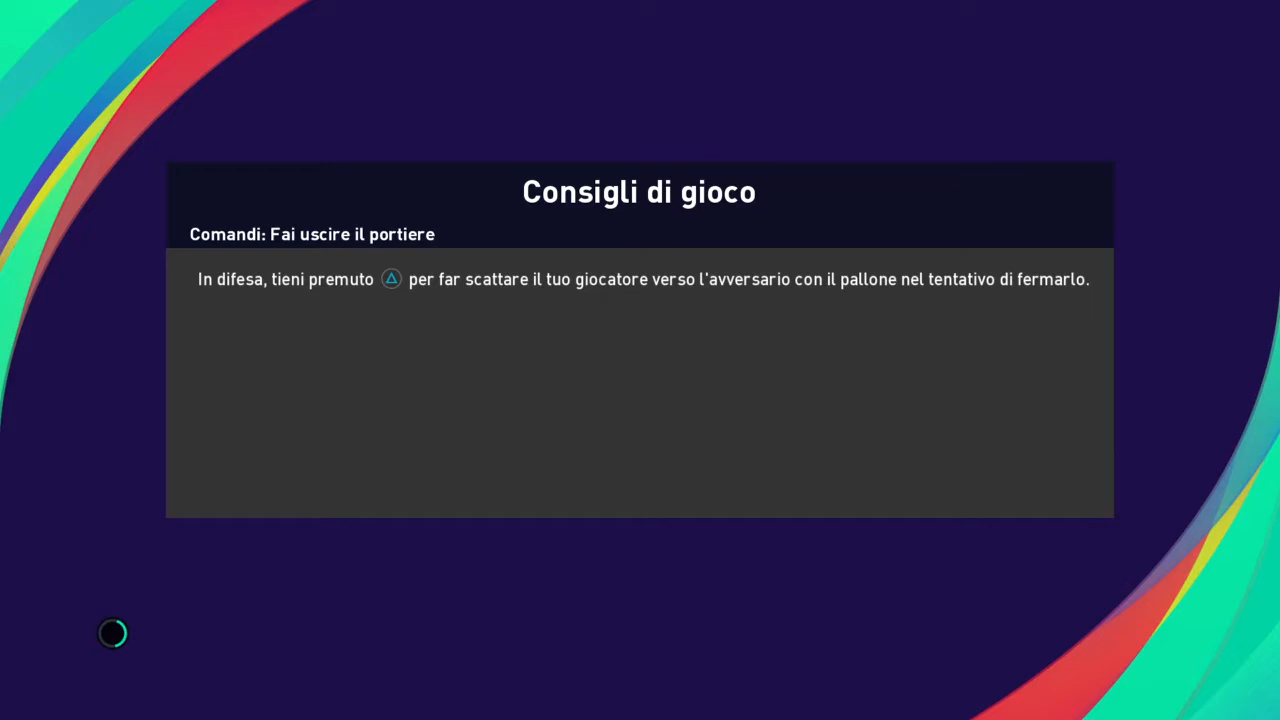 Consigli di gioco
Comandi: Fai uscire il portiere
In difesa, tieni premuto △ per far scattare il tuo giocatore verso l'avversario con il pallone nel tentativo di fermarlo.